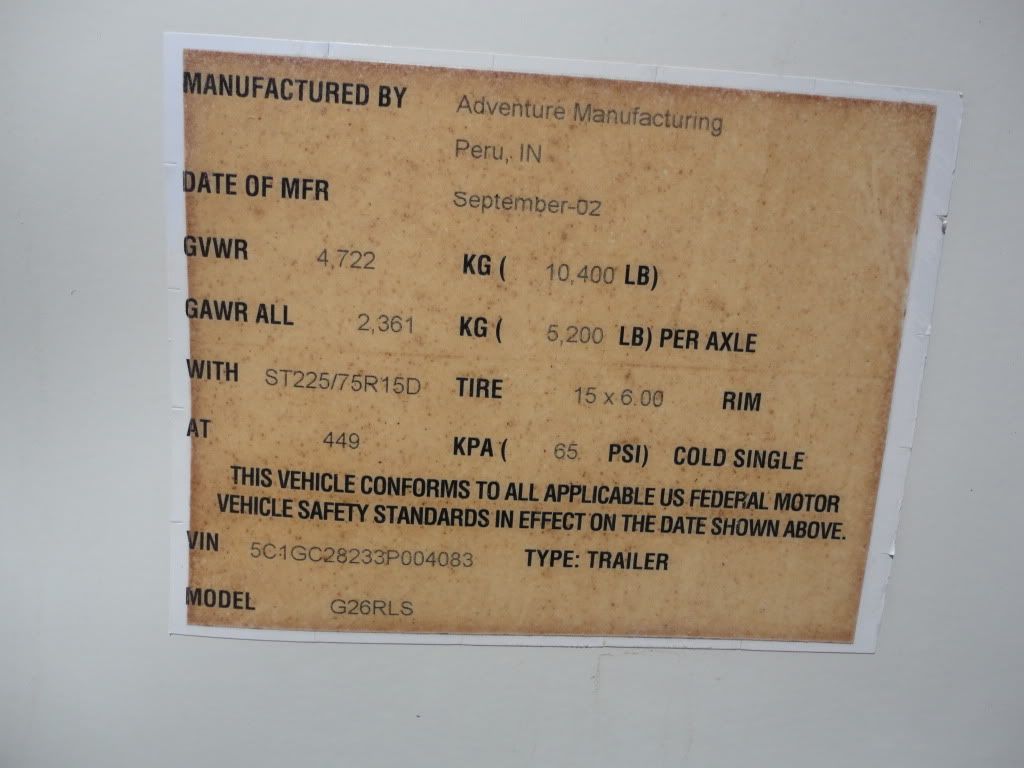 MANUFACTURED BY Adventure Manufacturing
Peru, IN
DATE OF MFR September-02
GVWR 4,722 KG ( 10,400 LB)
GAWR ALL 2,361 KG ( 5,200 LB) PER AXLE
WITH ST225/75R15D TIRE 15 x 6.00 RIM
AT 449 KPA ( 65 PSI) COLD SINGLE
THIS VEHICLE CONFORMS TO ALL APPLICABLE US FEDERAL MOTOR
VEHICLE SAFETY STANDARDS IN EFFECT ON THE DATE SHOWN ABOVE.
VIN 5C1GC28233P004083 TYPE: TRAILER
MODEL G26RLS